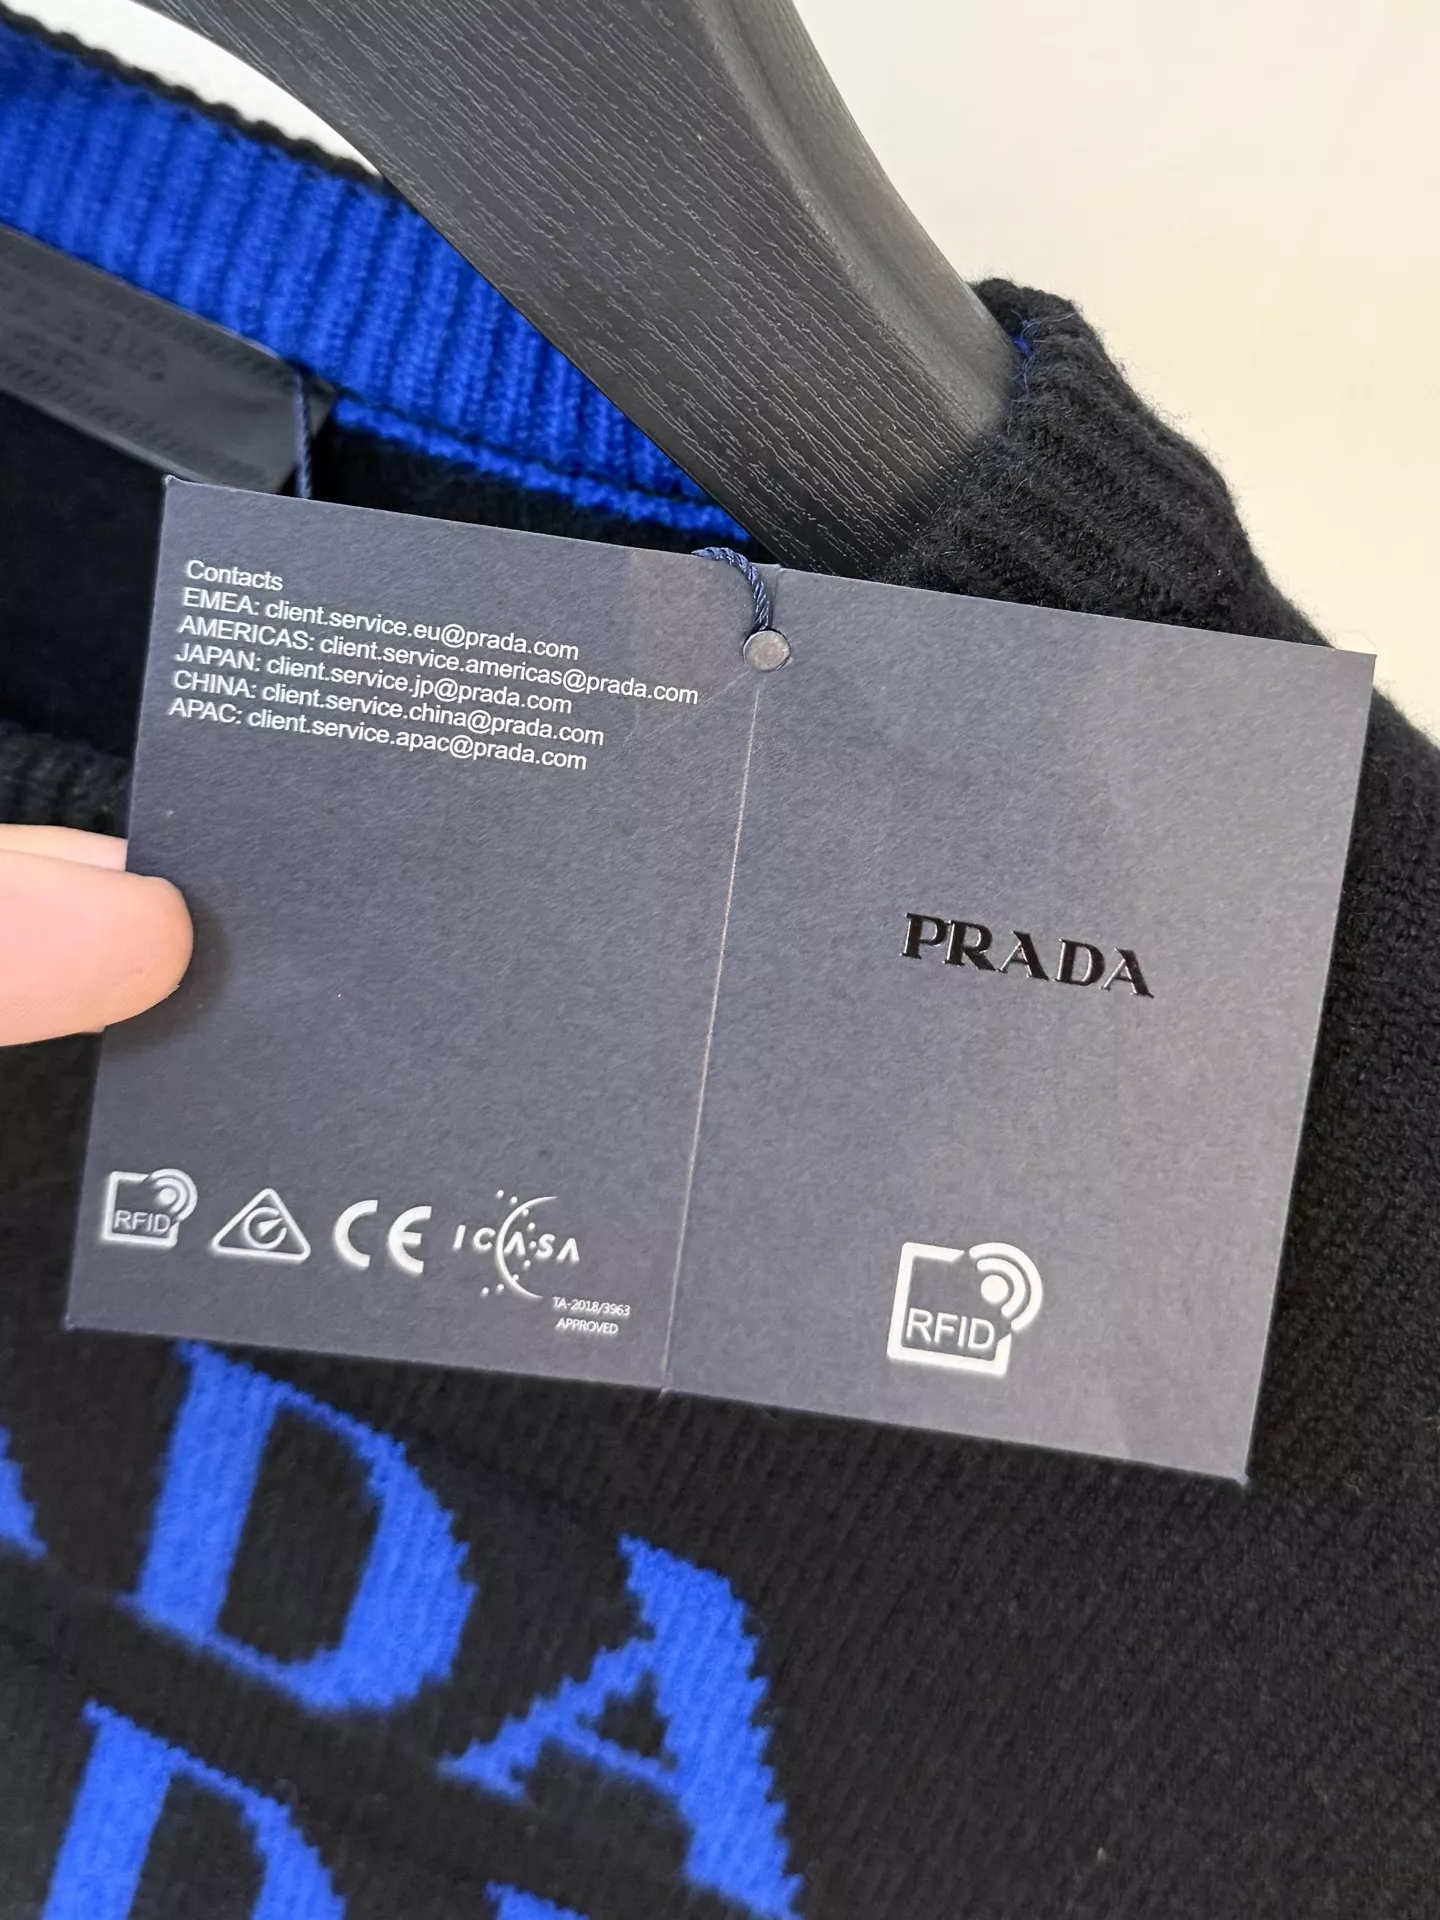 Contacts
EMEA: client.service.eu@prada.com
AMERICAS: client.service.americas@prada.com
JAPAN: client.service.jp@prada.com
CHINA: client.service.china@prada.com
APAC: client.service.apac@prada.com
PRADA
RFID
CE
ICASA
TA-2018/3963
APPROVED
RFID
ADA